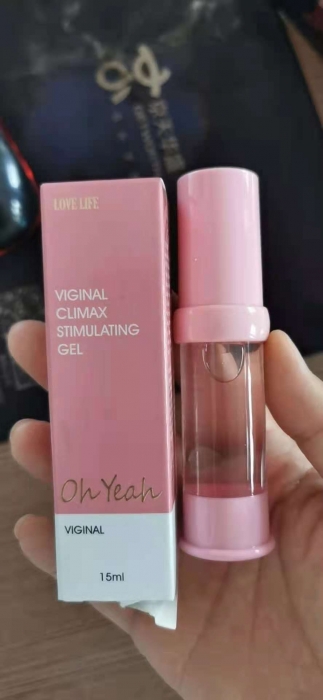 LOVE LIFE
VIGINAL
CLIMAX
STIMULATING
GEL
Oh Yeah
VIGINAL
15ml